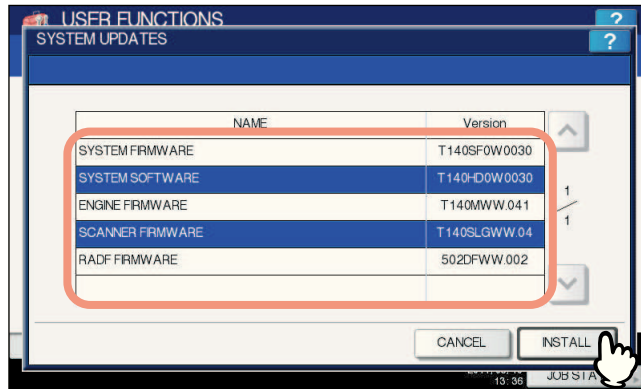 USER FUNCTIONS ?
SYSTEM UPDATES ?
NAME Version
SYSTEM FIRMWARE T140SF0W0030
SYSTEM SOFTWARE T140HD0W0030
ENGINE FIRMWARE T140MWW.041
SCANNER FIRMWARE T140SLGWW.04
RADF FIRMWARE 502DFWW.002
1
1
CANCEL INSTALL
13:36 JOB STA